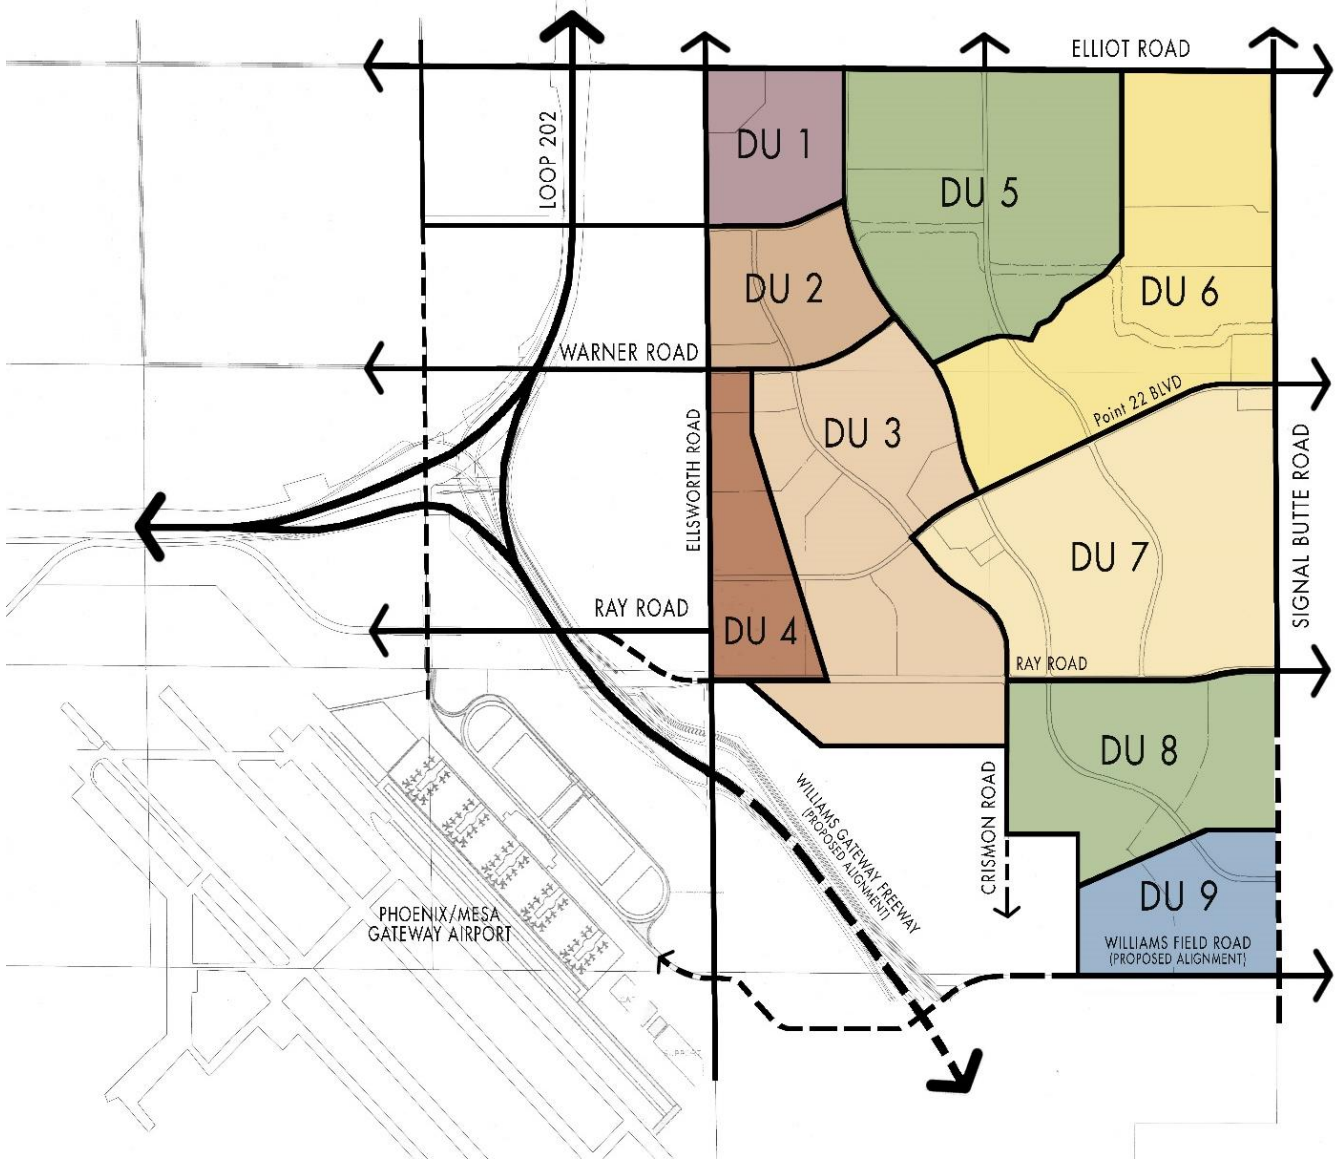 ELLIOT ROAD
LOOP 202
DU 1
DU 5
DU 2
DU 6
WARNER ROAD
Point 22 BLVD
DU 3
ELLSWORTH ROAD
SIGNAL BUTTE ROAD
DU 7
RAY ROAD
DU 4
RAY ROAD
DU 8
WILLIAMS GATEWAY FREEWAY
(PROPOSED ALIGNMENT)
CRISMON ROAD
DU 9
PHOENIX/MESA
GATEWAY AIRPORT
WILLIAMS FIELD ROAD
(PROPOSED ALIGNMENT)